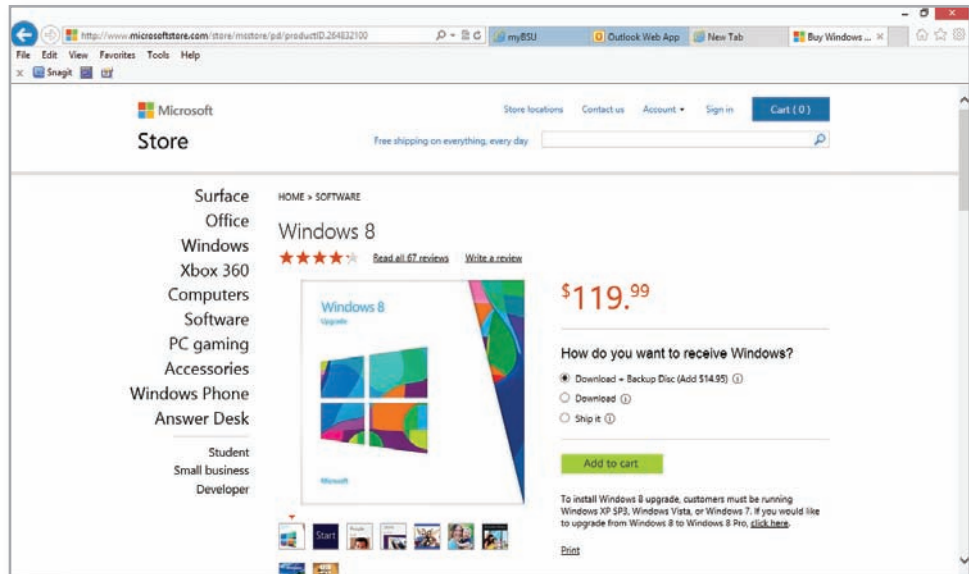 http://www.microsoftstore.com/store/msstore/pd/productID.264832100
myBSU
Outlook Web App
New Tab
Buy Windows ...
File Edit View Favorites Tools Help
x Snagit
Microsoft
Store locations Contact us Account Sign in Cart ( 0 )
Store
Free shipping on everything, every day
Surface
Office
Windows
Xbox 360
Computers
Software
PC gaming
Accessories
Windows Phone
Answer Desk
Student
Small business
Developer
HOME > SOFTWARE
Windows 8
Read all 67 reviews Write a review
Windows 8
Upgrade
Microsoft
Start
$119.99
How do you want to receive Windows?
Download + Backup Disc (Add $14.95)
Download
Ship it
Add to cart
To install Windows 8 upgrade, customers must be running
Windows XP SP3, Windows Vista, or Windows 7. If you would like
to upgrade from Windows 8 to Windows 8 Pro, click here.
Print